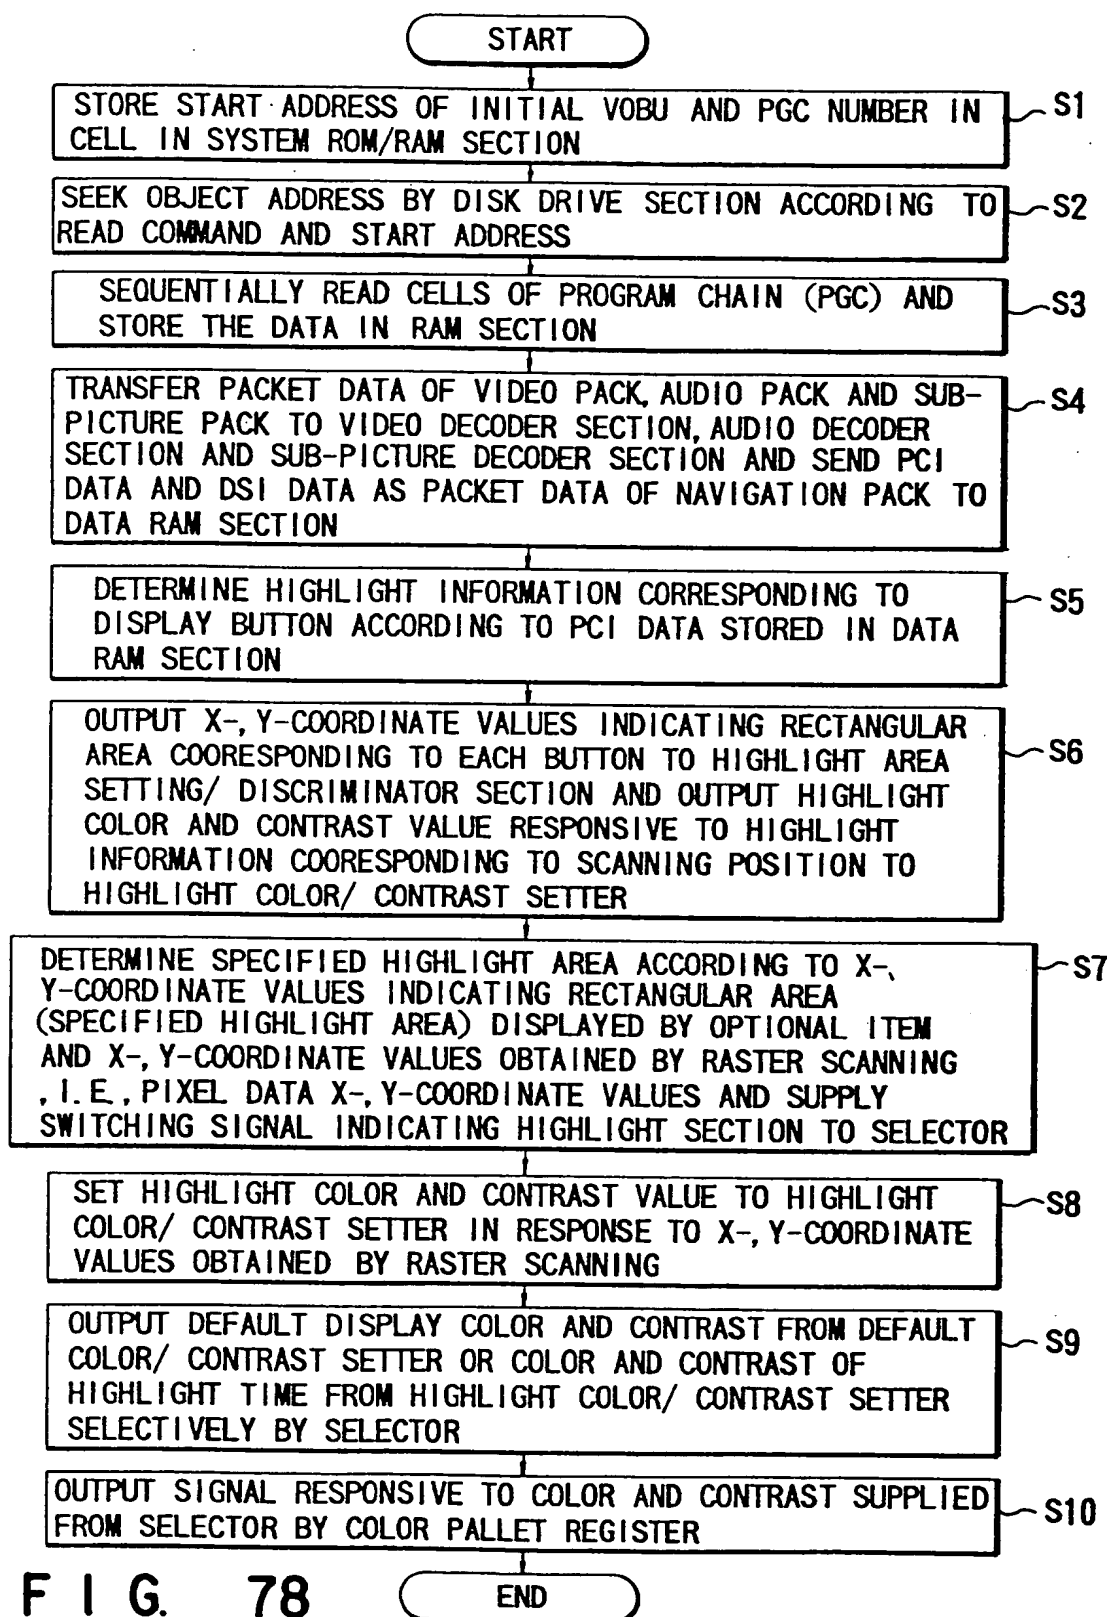 START
STORE START ADDRESS OF INITIAL VOBU AND PGC NUMBER IN
CELL IN SYSTEM ROM/RAM SECTION
S1
SEEK OBJECT ADDRESS BY DISK DRIVE SECTION ACCORDING TO
READ COMMAND AND START ADDRESS
S2
SEQUENTIALLY READ CELLS OF PROGRAM CHAIN (PGC) AND
STORE THE DATA IN RAM SECTION
S3
TRANSFER PACKET DATA OF VIDEO PACK, AUDIO PACK AND SUB-
PICTURE PACK TO VIDEO DECODER SECTION, AUDIO DECODER
SECTION AND SUB-PICTURE DECODER SECTION AND SEND PCI
DATA AND DSI DATA AS PACKET DATA OF NAVIGATION PACK TO
DATA RAM SECTION
S4
DETERMINE HIGHLIGHT INFORMATION CORRESPONDING TO
DISPLAY BUTTON ACCORDING TO PCI DATA STORED IN DATA
RAM SECTION
S5
OUTPUT X-, Y-COORDINATE VALUES INDICATING RECTANGULAR
AREA COORESPONDING TO EACH BUTTON TO HIGHLIGHT AREA
SETTING/ DISCRIMINATOR SECTION AND OUTPUT HIGHLIGHT
COLOR AND CONTRAST VALUE RESPONSIVE TO HIGHLIGHT
INFORMATION COORESPONDING TO SCANNING POSITION TO
HIGHLIGHT COLOR/ CONTRAST SETTER
S6
DETERMINE SPECIFIED HIGHLIGHT AREA ACCORDING TO X-,
Y-COORDINATE VALUES INDICATING RECTANGULAR AREA
(SPECIFIED HIGHLIGHT AREA) DISPLAYED BY OPTIONAL ITEM
AND X-, Y-COORDINATE VALUES OBTAINED BY RASTER SCANNING
, I.E., PIXEL DATA X-, Y-COORDINATE VALUES AND SUPPLY
SWITCHING SIGNAL INDICATING HIGHLIGHT SECTION TO SELECTOR
S7
SET HIGHLIGHT COLOR AND CONTRAST VALUE TO HIGHLIGHT
COLOR/ CONTRAST SETTER IN RESPONSE TO X-, Y-COORDINATE
VALUES OBTAINED BY RASTER SCANNING
S8
OUTPUT DEFAULT DISPLAY COLOR AND CONTRAST FROM DEFAULT
COLOR/ CONTRAST SETTER OR COLOR AND CONTRAST OF
HIGHLIGHT TIME FROM HIGHLIGHT COLOR/ CONTRAST SETTER
SELECTIVELY BY SELECTOR
S9
OUTPUT SIGNAL RESPONSIVE TO COLOR AND CONTRAST SUPPLIED
FROM SELECTOR BY COLOR PALLET REGISTER
S10
END
FIG. 78